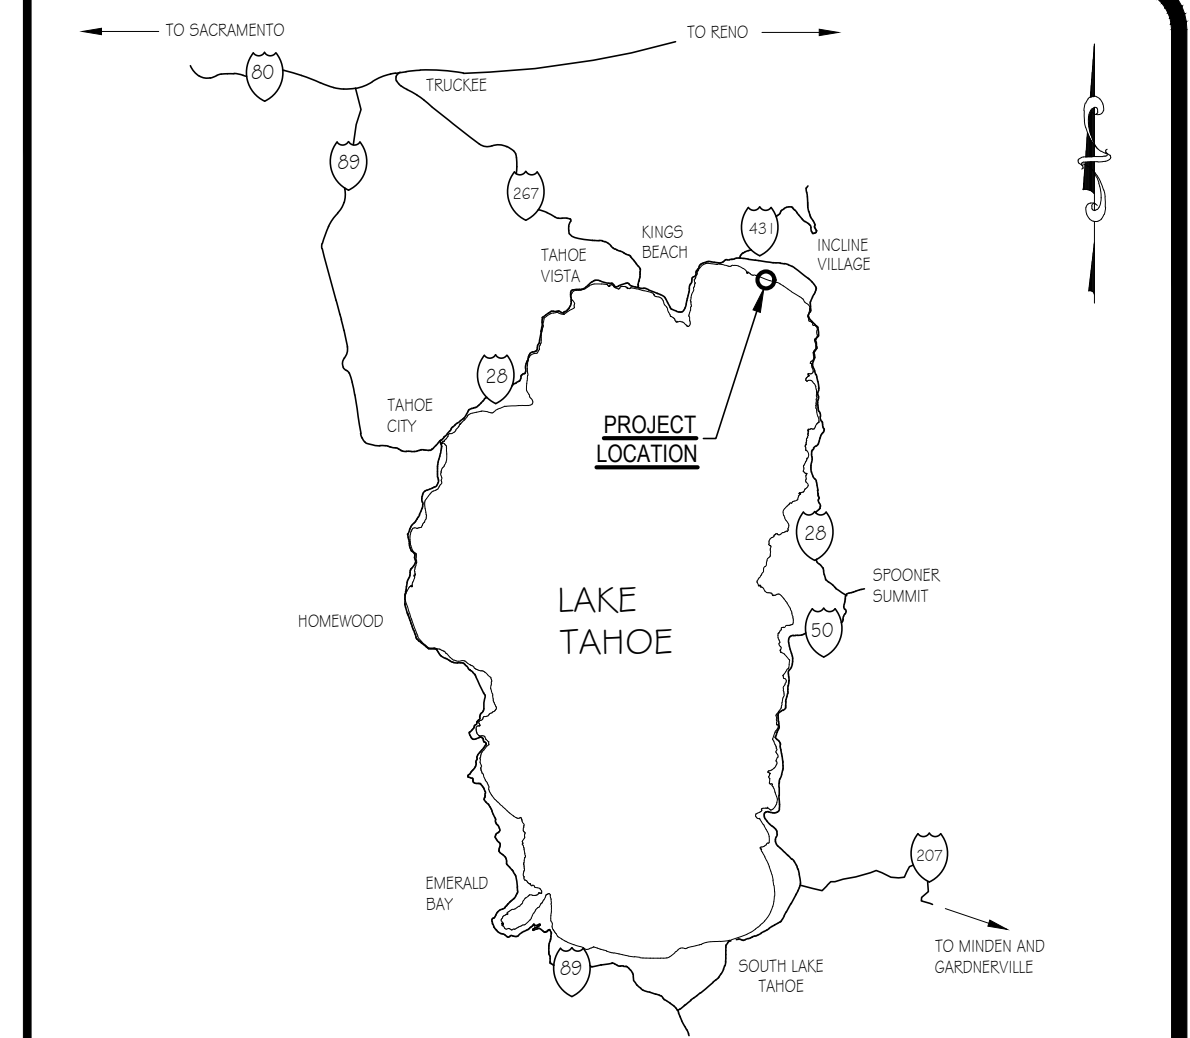 TO SACRAMENTO
TO RENO
80
TRUCKEE
89
267
431
KINGS
BEACH
INCLINE
VILLAGE
TAHOE
VISTA
28
TAHOE
CITY
PROJECT
LOCATION
28
SPOONER
SUMMIT
LAKE
TAHOE
HOMEWOOD
50
207
EMERALD
BAY
TO MINDEN AND
GARDNERVILLE
89
SOUTH LAKE
TAHOE